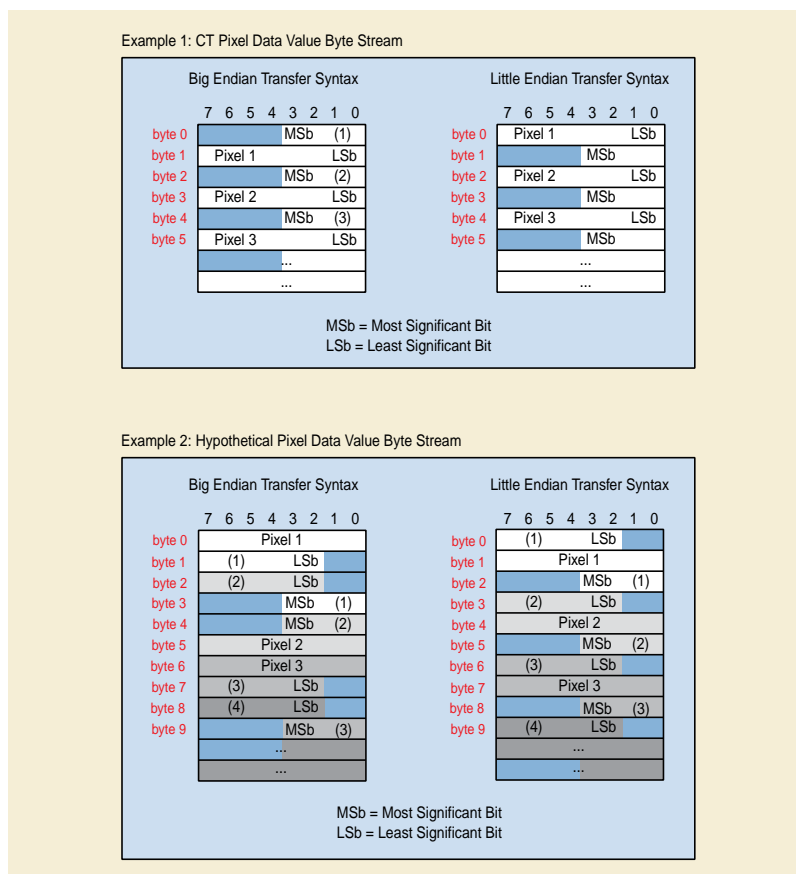 Example 1: CT Pixel Data Value Byte Stream
Big Endian Transfer Syntax
7 6 5 4 3 2 1 0
byte 0 MSb (1)
byte 1 Pixel 1 LSb
byte 2 MSb (2)
byte 3 Pixel 2 LSb
byte 4 MSb (3)
byte 5 Pixel 3 LSb
...
...
Little Endian Transfer Syntax
7 6 5 4 3 2 1 0
byte 0 Pixel 1 LSb
byte 1 MSb
byte 2 Pixel 2 LSb
byte 3 MSb
byte 4 Pixel 3 LSb
byte 5 MSb
...
...
MSb = Most Significant Bit
LSb = Least Significant Bit
Example 2: Hypothetical Pixel Data Value Byte Stream
Big Endian Transfer Syntax
7 6 5 4 3 2 1 0
byte 0 Pixel 1
byte 1 (1) LSb
byte 2 (2) LSb
byte 3 MSb (1)
byte 4 MSb (2)
byte 5 Pixel 2
byte 6 Pixel 3
byte 7 (3) LSb
byte 8 (4) LSb
byte 9 MSb (3)
...
...
Little Endian Transfer Syntax
7 6 5 4 3 2 1 0
byte 0 (1) LSb
byte 1 Pixel 1
byte 2 MSb (1)
byte 3 (2) LSb
byte 4 Pixel 2
byte 5 MSb (2)
byte 6 (3) LSb
byte 7 Pixel 3
byte 8 MSb (3)
byte 9 (4) LSb
...
...
MSb = Most Significant Bit
LSb = Least Significant Bit